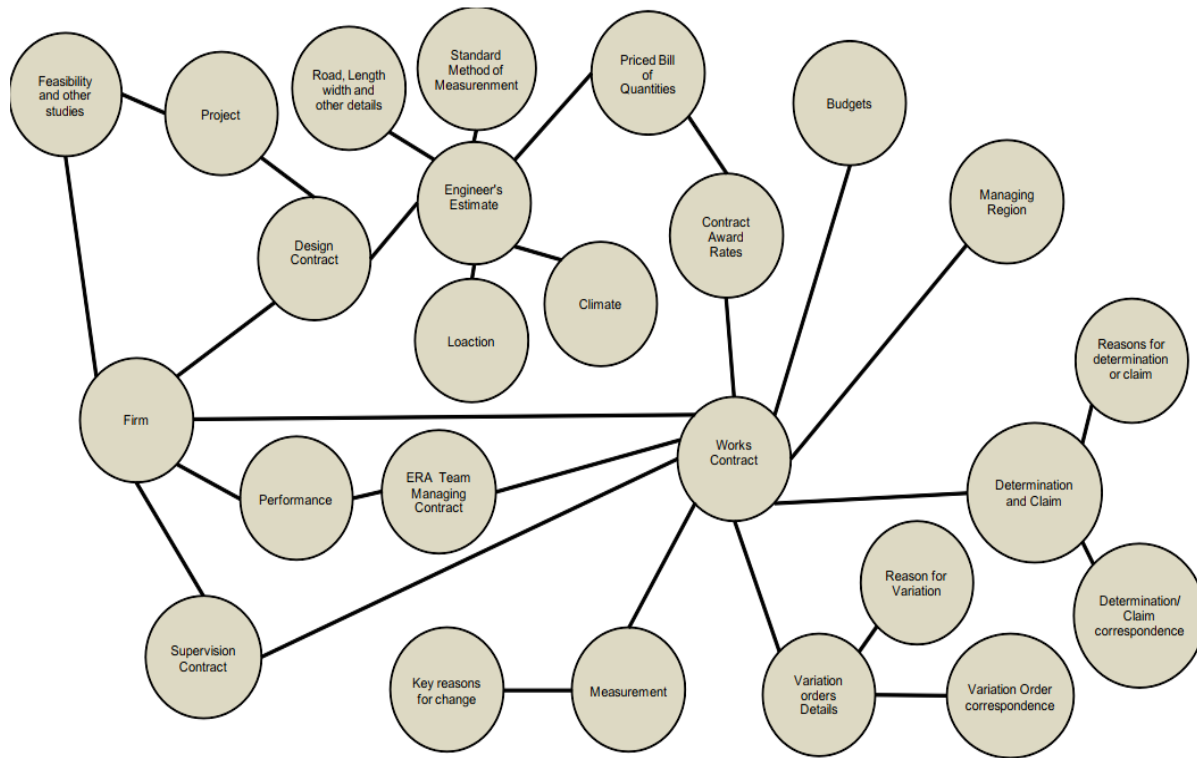 Feasibility
and other
studies
Project
Road, Length
width and
other details
Standard
Method of
Measurenment
Priced Bill
of
Quantities
Budgets
Managing
Region
Engineer's
Estimate
Contract
Award
Rates
Design
Contract
Climate
Loaction
Reasons for
determination
or claim
Firm
Works
Contract
Performance
ERA Team
Managing
Contract
Determination
and Claim
Reason for
Variation
Determination/
Claim
correspondence
Supervision
Contract
Key reasons
for change
Measurement
Variation
orders
Details
Variation Order
correspondence